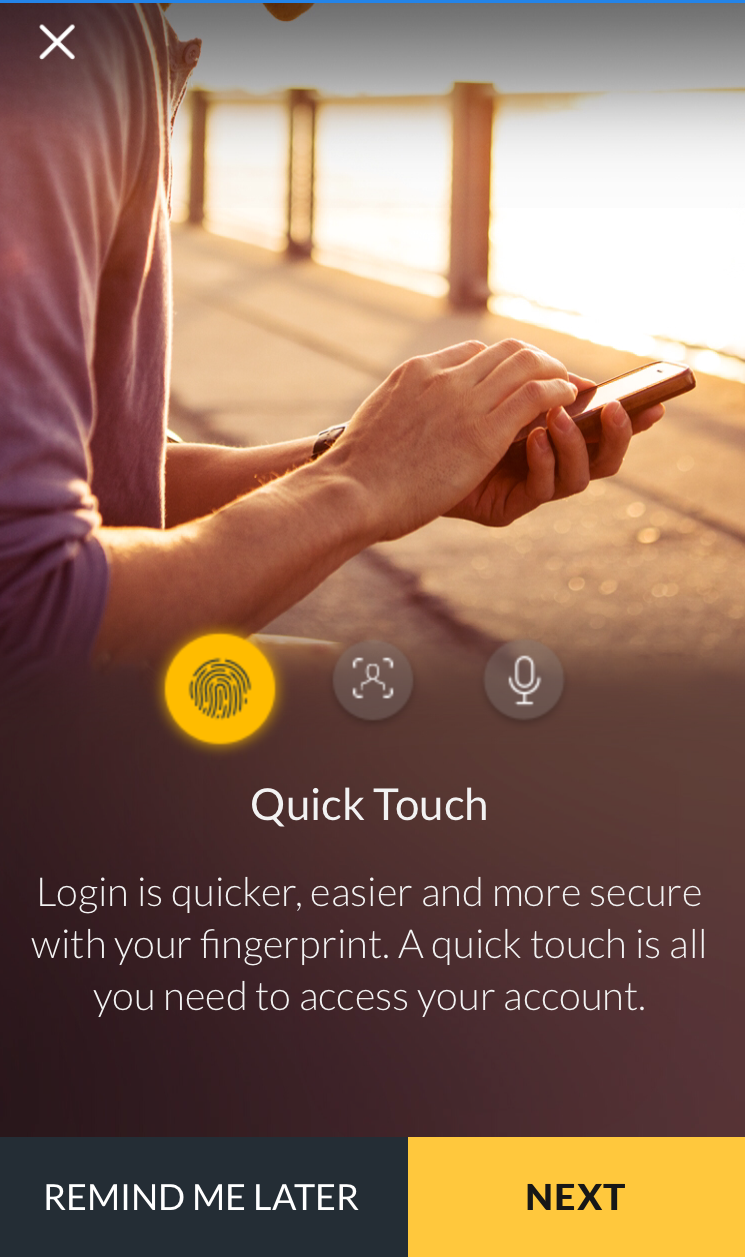 Quick Touch
Login is quicker, easier and more secure
with your fingerprint. A quick touch is all
you need to access your account.
REMIND ME LATER
NEXT